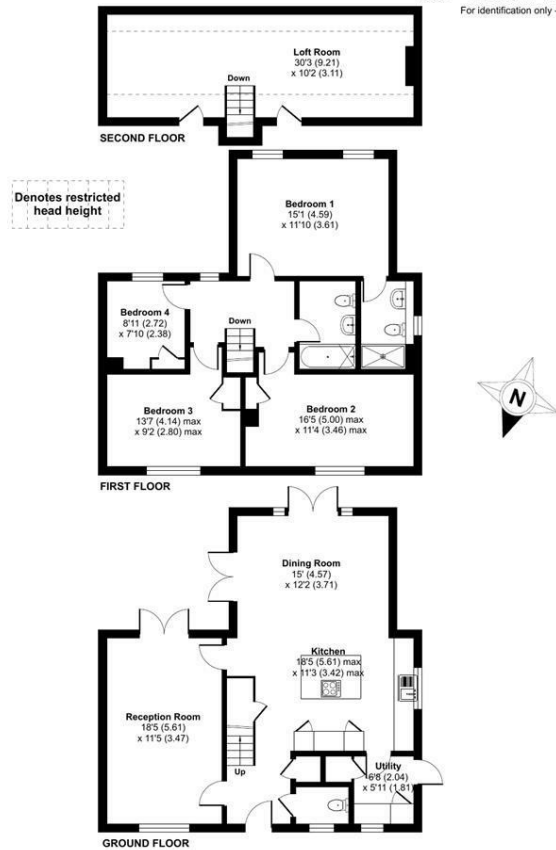 For identification only -
Loft Room
30'3 (9.21)
x 10'2 (3.11)
Down
SECOND FLOOR
Denotes restricted
head height
Bedroom 1
15'1 (4.59)
x 11'10 (3.61)
Bedroom 4
8'11 (2.72)
x 7'10 (2.38)
Down
Bedroom 3
13'7 (4.14) max
x 9'2 (2.80) max
Bedroom 2
16'5 (5.00) max
x 11'4 (3.46) max
N
FIRST FLOOR
Dining Room
15' (4.57)
x 12'2 (3.71)
Kitchen
18'5 (5.61) max
x 11'3 (3.42) max
Reception Room
18'5 (5.61)
x 11'5 (3.47)
Up
Utility
6'8 (2.04)
x 5'11 (1.81)
GROUND FLOOR